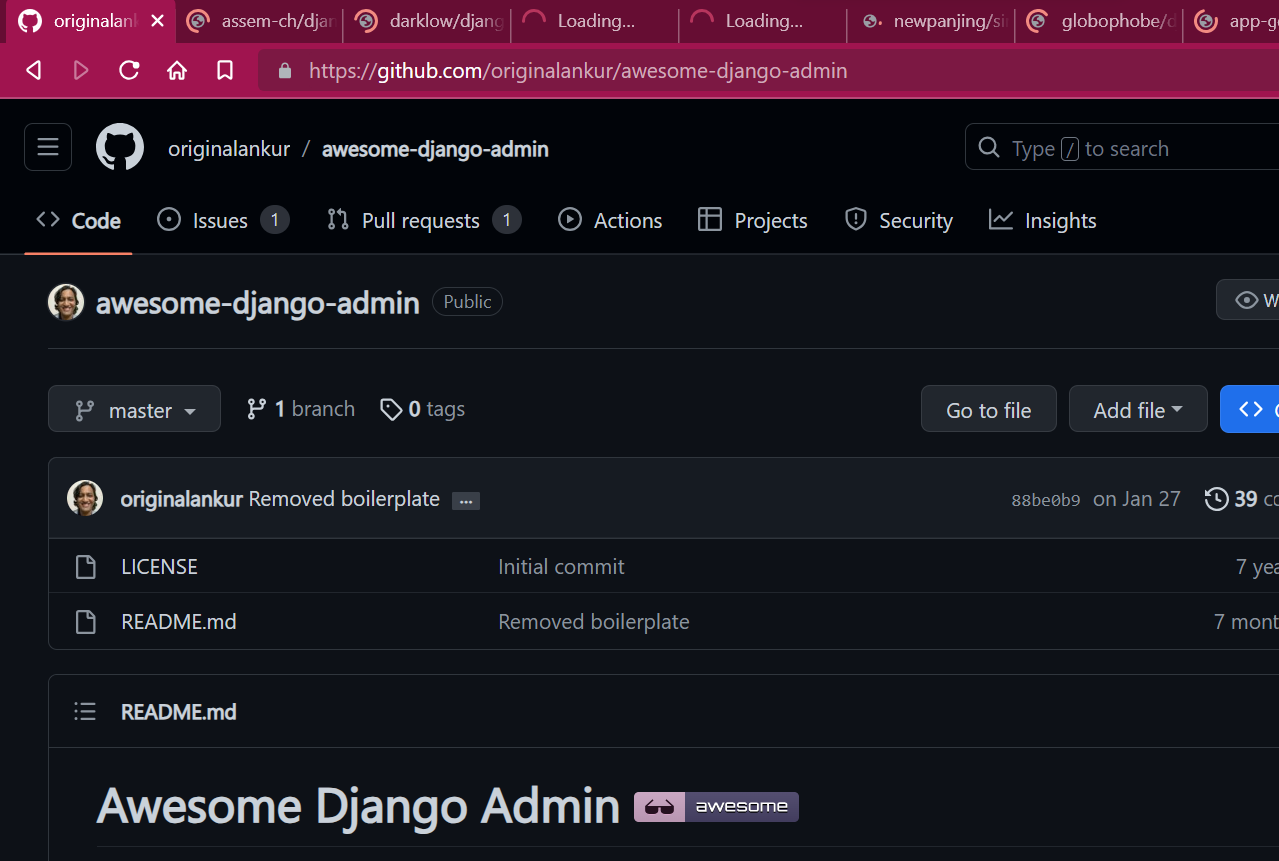 originalank assem-ch/djan darklow/djang Loading... Loading... newpanjing/si globophobe/d app-g
https://github.com/originalankur/awesome-django-admin
originalankur / awesome-django-admin Type / to search
Code Issues 1 Pull requests 1 Actions Projects Security Insights
awesome-django-admin Public W
master 1 branch 0 tags Go to file Add file
originalankur Removed boilerplate ... 88be0b9 on Jan 27 39 co
LICENSE Initial commit 7 yea
README.md Removed boilerplate 7 mont
README.md
Awesome Django Admin awesome